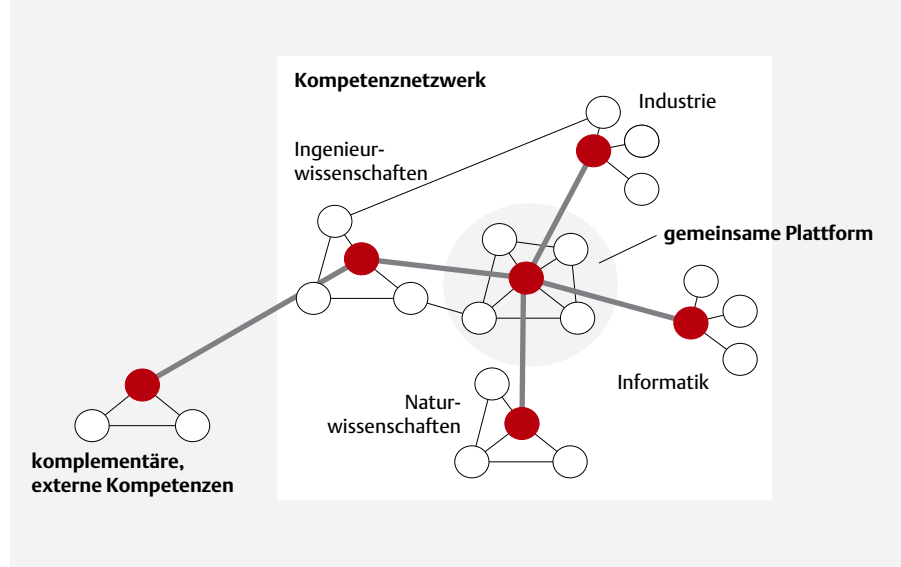 Kompetenznetzwerk
Industrie
Ingenieur-
wissenschaften
gemeinsame Plattform
Informatik
Natur-
wissenschaften
komplementäre,
externe Kompetenzen